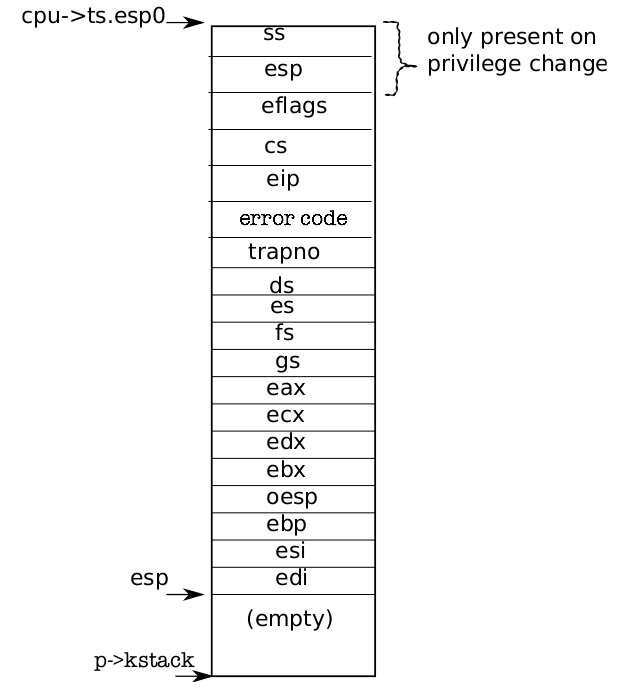 cpu->ts.esp0
ss
only present on
privilege change
esp
eflags
cs
eip
error code
trapno
ds
es
fs
gs
eax
ecx
edx
ebx
oesp
ebp
esi
edi
esp
(empty)
p->kstack